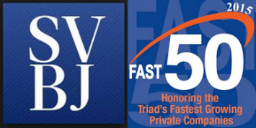 SV
BJ
2015
FAST 50
Honoring the
Triad's Fastest Growing
Private Companies